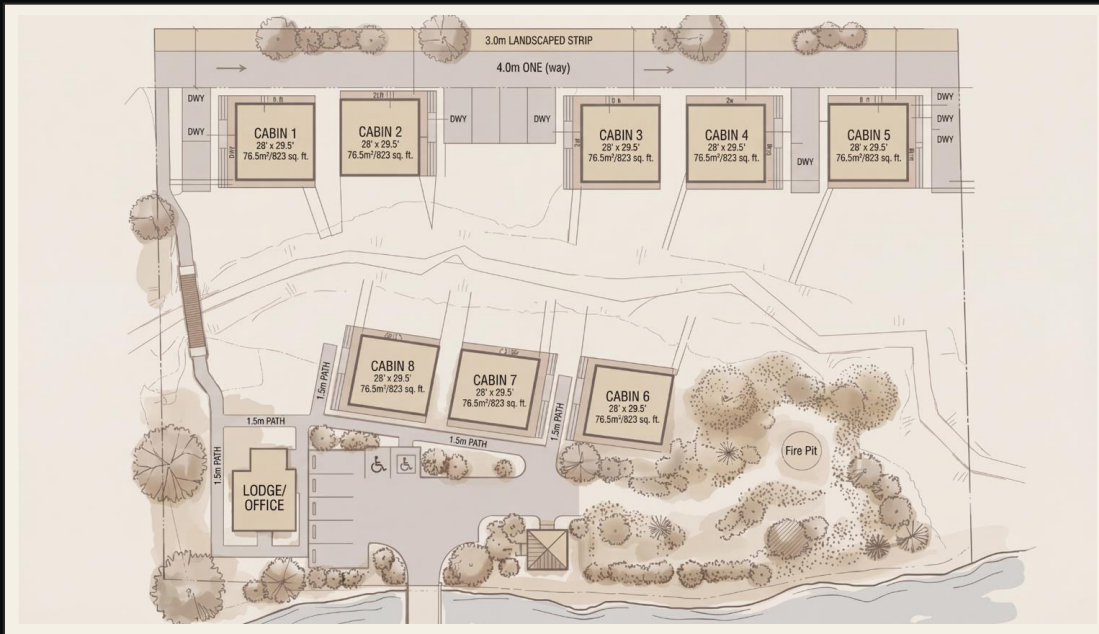 3.0m LANDSCAPED STRIP
4.0m ONE (way)
DWY
DWY
DWY
DWY
DWY
DWY
DWY
DWY
DWY
CABIN 1
28' x 29.5'
76.5m²/823 sq. ft.
CABIN 2
28' x 29.5'
76.5m²/823 sq. ft.
CABIN 3
28' x 29.5'
76.5m²/823 sq. ft.
CABIN 4
28' x 29.5'
76.5m²/823 sq. ft.
CABIN 5
28' x 29.5'
76.5m²/823 sq. ft.
CABIN 8
28' x 29.5'
76.5m²/823 sq. ft.
CABIN 7
28' x 29.5'
76.5m²/823 sq. ft.
CABIN 6
28' x 29.5'
76.5m²/823 sq. ft.
1.5m PATH
1.5m PATH
1.5m PATH
1.5m PATH
1.5m PATH
Fire Pit
LODGE/
OFFICE